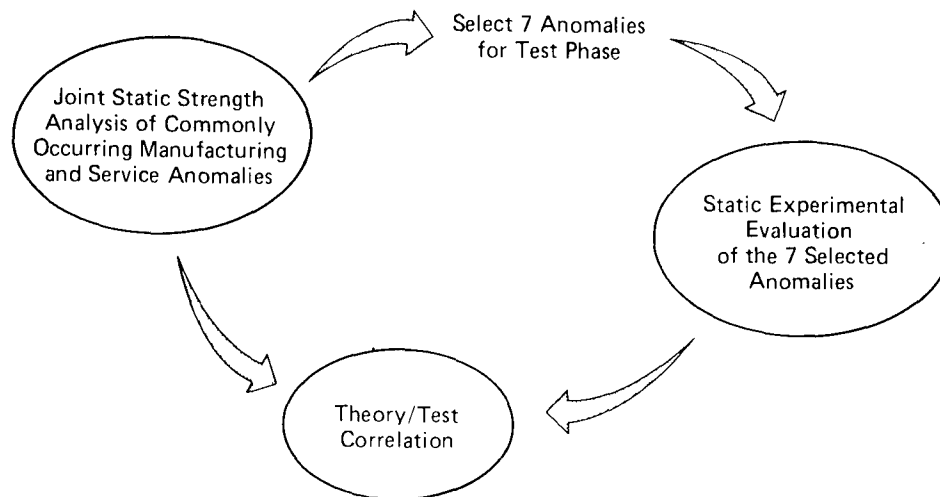 Select 7 Anomalies
for Test Phase
Joint Static Strength
Analysis of Commonly
Occurring Manufacturing
and Service Anomalies
Static Experimental
Evaluation
of the 7 Selected
Anomalies
Theory/Test
Correlation